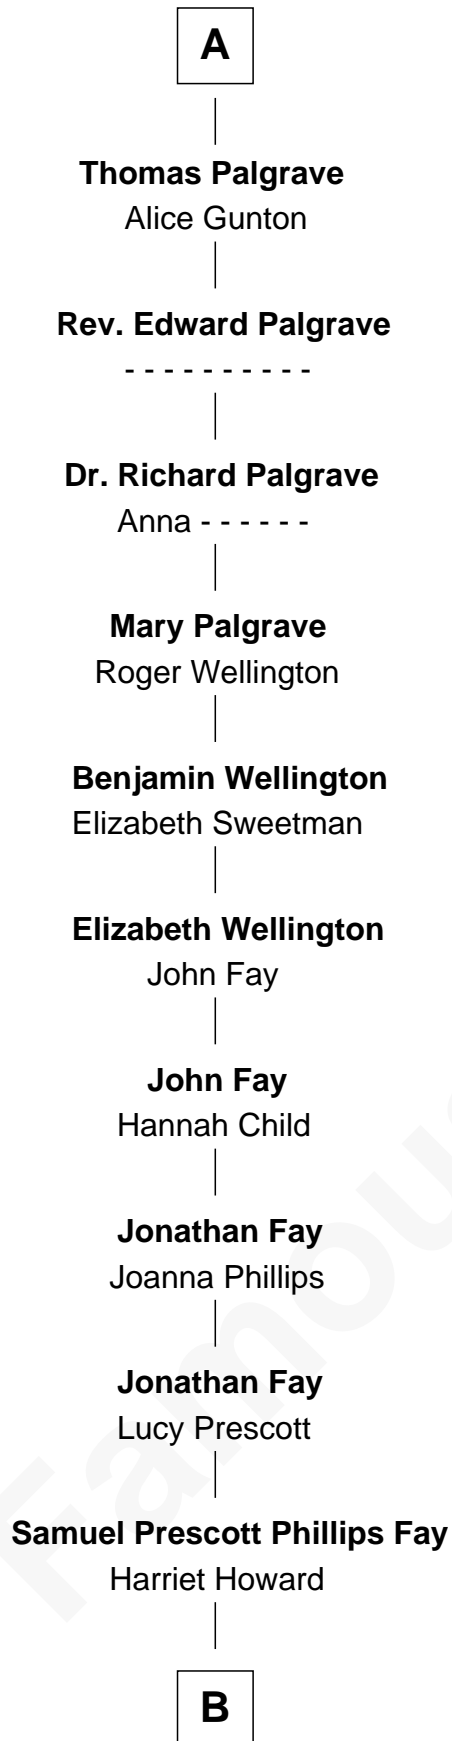 A
Thomas Palgrave
Alice Gunton
Rev. Edward Palgrave
- - - - - - - - - -
Dr. Richard Palgrave
Anna - - - - - -
Mary Palgrave
Roger Wellington
Benjamin Wellington
Elizabeth Sweetman
Elizabeth Wellington
John Fay
John Fay
Hannah Child
Jonathan Fay
Joanna Phillips
Jonathan Fay
Lucy Prescott
Samuel Prescott Phillips Fay
Harriet Howard
B
Famou